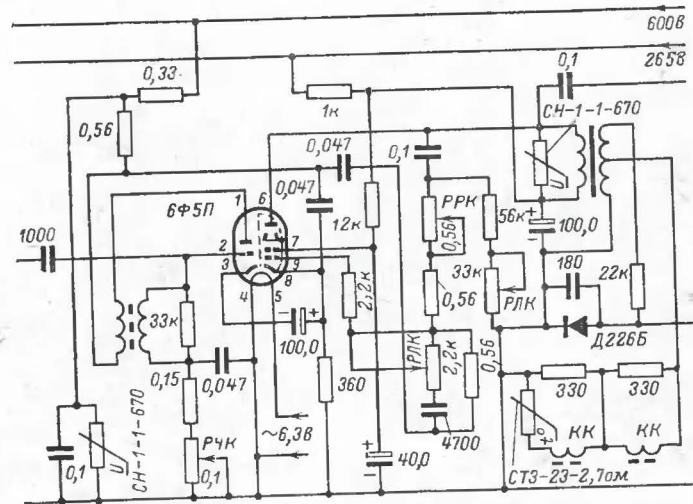 600В
265В
0,33
0,1
СН-1-1-670
1к
0,56
0,047
0,1
U
6Ф5П
1
6
0,047
РРК
0,56
56к
+
100,0
–
1000
2
7
12к
9
3
8
4
5
2,2к
0,56
33к
РЛК
180
22к
33к
–
+
100,0
Д226Б
0,15
0,047
360
РЛК
2,2к
0,56
330
330
СН-1-1-670
~6,3в
4700
t°
КК
КК
0,1
U
РЧК
0,1
+
40,0
–
СТ3-23-2,7ом